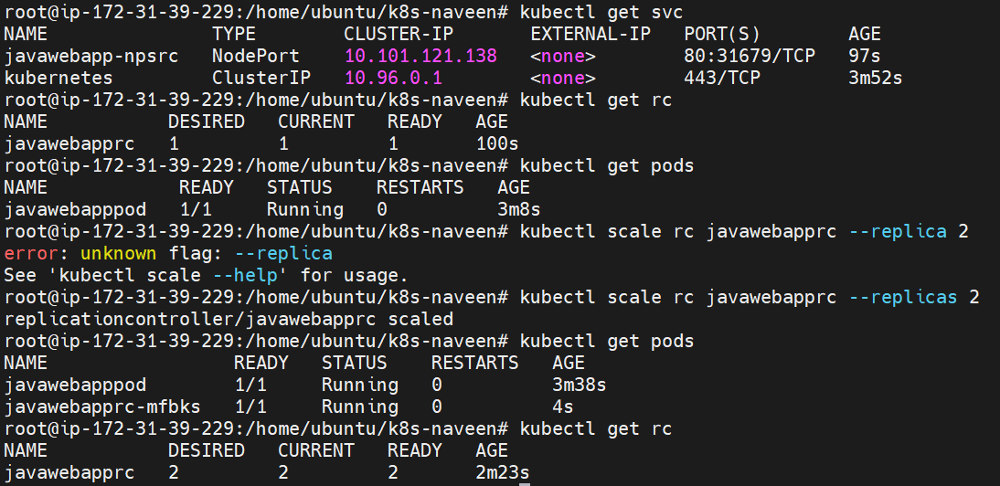 root@ip-172-31-39-229:/home/ubuntu/k8s-naveen# kubectl get svc
NAME TYPE CLUSTER-IP EXTERNAL-IP PORT(S) AGE
javawebapp-npsrc NodePort 10.101.121.138 <none> 80:31679/TCP 97s
kubernetes ClusterIP 10.96.0.1 <none> 443/TCP 3m52s
root@ip-172-31-39-229:/home/ubuntu/k8s-naveen# kubectl get rc
NAME DESIRED CURRENT READY AGE
javawebapprc 1 1 1 100s
root@ip-172-31-39-229:/home/ubuntu/k8s-naveen# kubectl get pods
NAME READY STATUS RESTARTS AGE
javawebapppod 1/1 Running 0 3m8s
root@ip-172-31-39-229:/home/ubuntu/k8s-naveen# kubectl scale rc javawebapprc --replica 2
error: unknown flag: --replica
See 'kubectl scale --help' for usage.
root@ip-172-31-39-229:/home/ubuntu/k8s-naveen# kubectl scale rc javawebapprc --replicas 2
replicationcontroller/javawebapprc scaled
root@ip-172-31-39-229:/home/ubuntu/k8s-naveen# kubectl get pods
NAME READY STATUS RESTARTS AGE
javawebapppod 1/1 Running 0 3m38s
javawebapprc-mfbks 1/1 Running 0 4s
root@ip-172-31-39-229:/home/ubuntu/k8s-naveen# kubectl get rc
NAME DESIRED CURRENT READY AGE
javawebapprc 2 2 2 2m23s